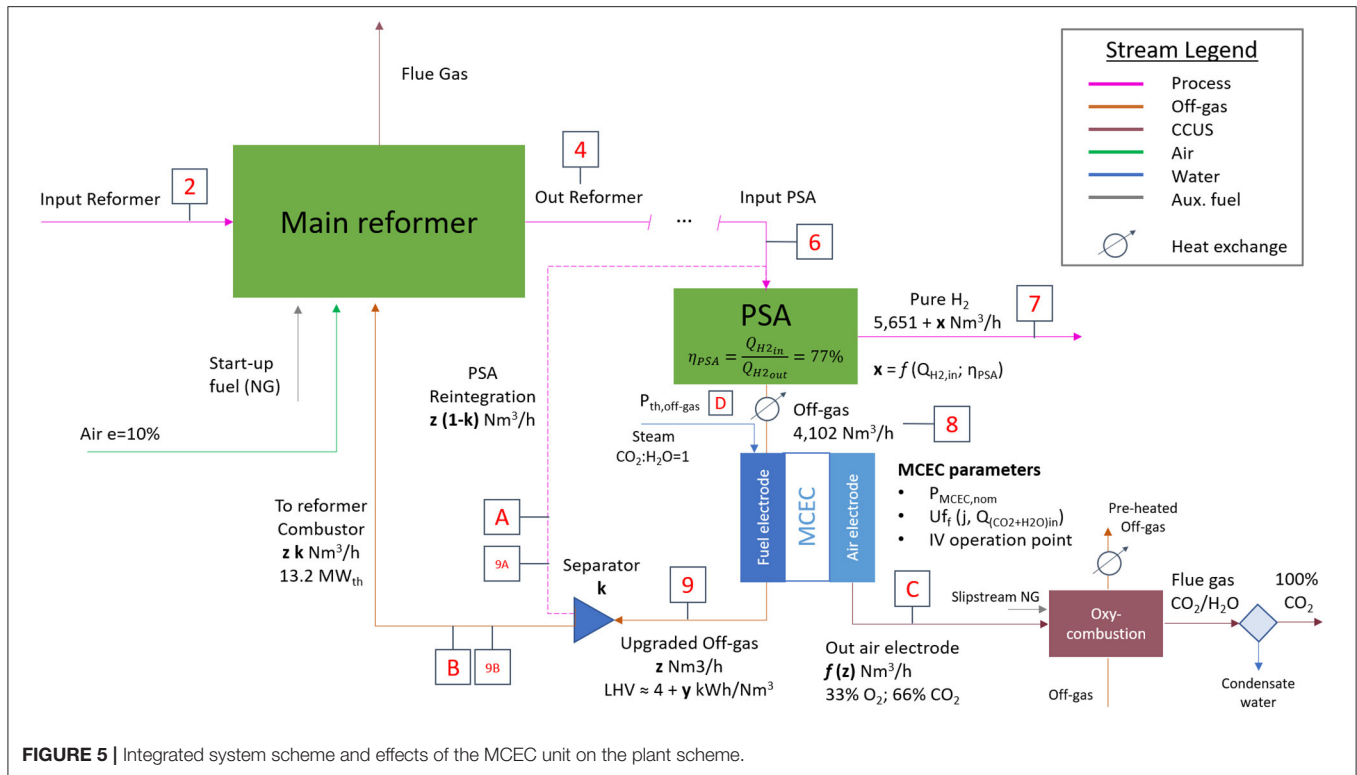 Flue Gas
Stream Legend
Process
Off-gas
CCUS
Air
Water
Aux. fuel
Heat exchange
Input Reformer
2
Main reformer
4
Out Reformer
...
Input PSA
6
PSA
η_PSA = Q_H2in / Q_H2out = 77%
Pure H₂
5,651 + x Nm³/h
7
x = f (Q_H2,in; η_PSA)
Start-up
fuel (NG)
Air e=10%
PSA
Reintegration
z (1-k) Nm³/h
P_th,off-gas
D
Steam
CO₂:H₂O=1
Off-gas
4,102 Nm³/h
8
Fuel electrode
MCEC
Air electrode
MCEC parameters
• P_MCEC,nom
• Uf_f (j, Q_(CO2+H2O)in)
• IV operation point
To reformer
Combustor
z k Nm³/h
13.2 MW_th
A
9A
Separator
k
9
B
9B
Upgraded Off-gas
z Nm3/h
LHV ≈ 4 + y kWh/Nm³
C
Out air electrode
f (z) Nm³/h
33% O₂; 66% CO₂
Slipstream NG
Pre-heated
Off-gas
Oxy-
combustion
Off-gas
Flue gas
CO₂/H₂O
100%
CO₂
Condensate
water
FIGURE 5 | Integrated system scheme and effects of the MCEC unit on the plant scheme.